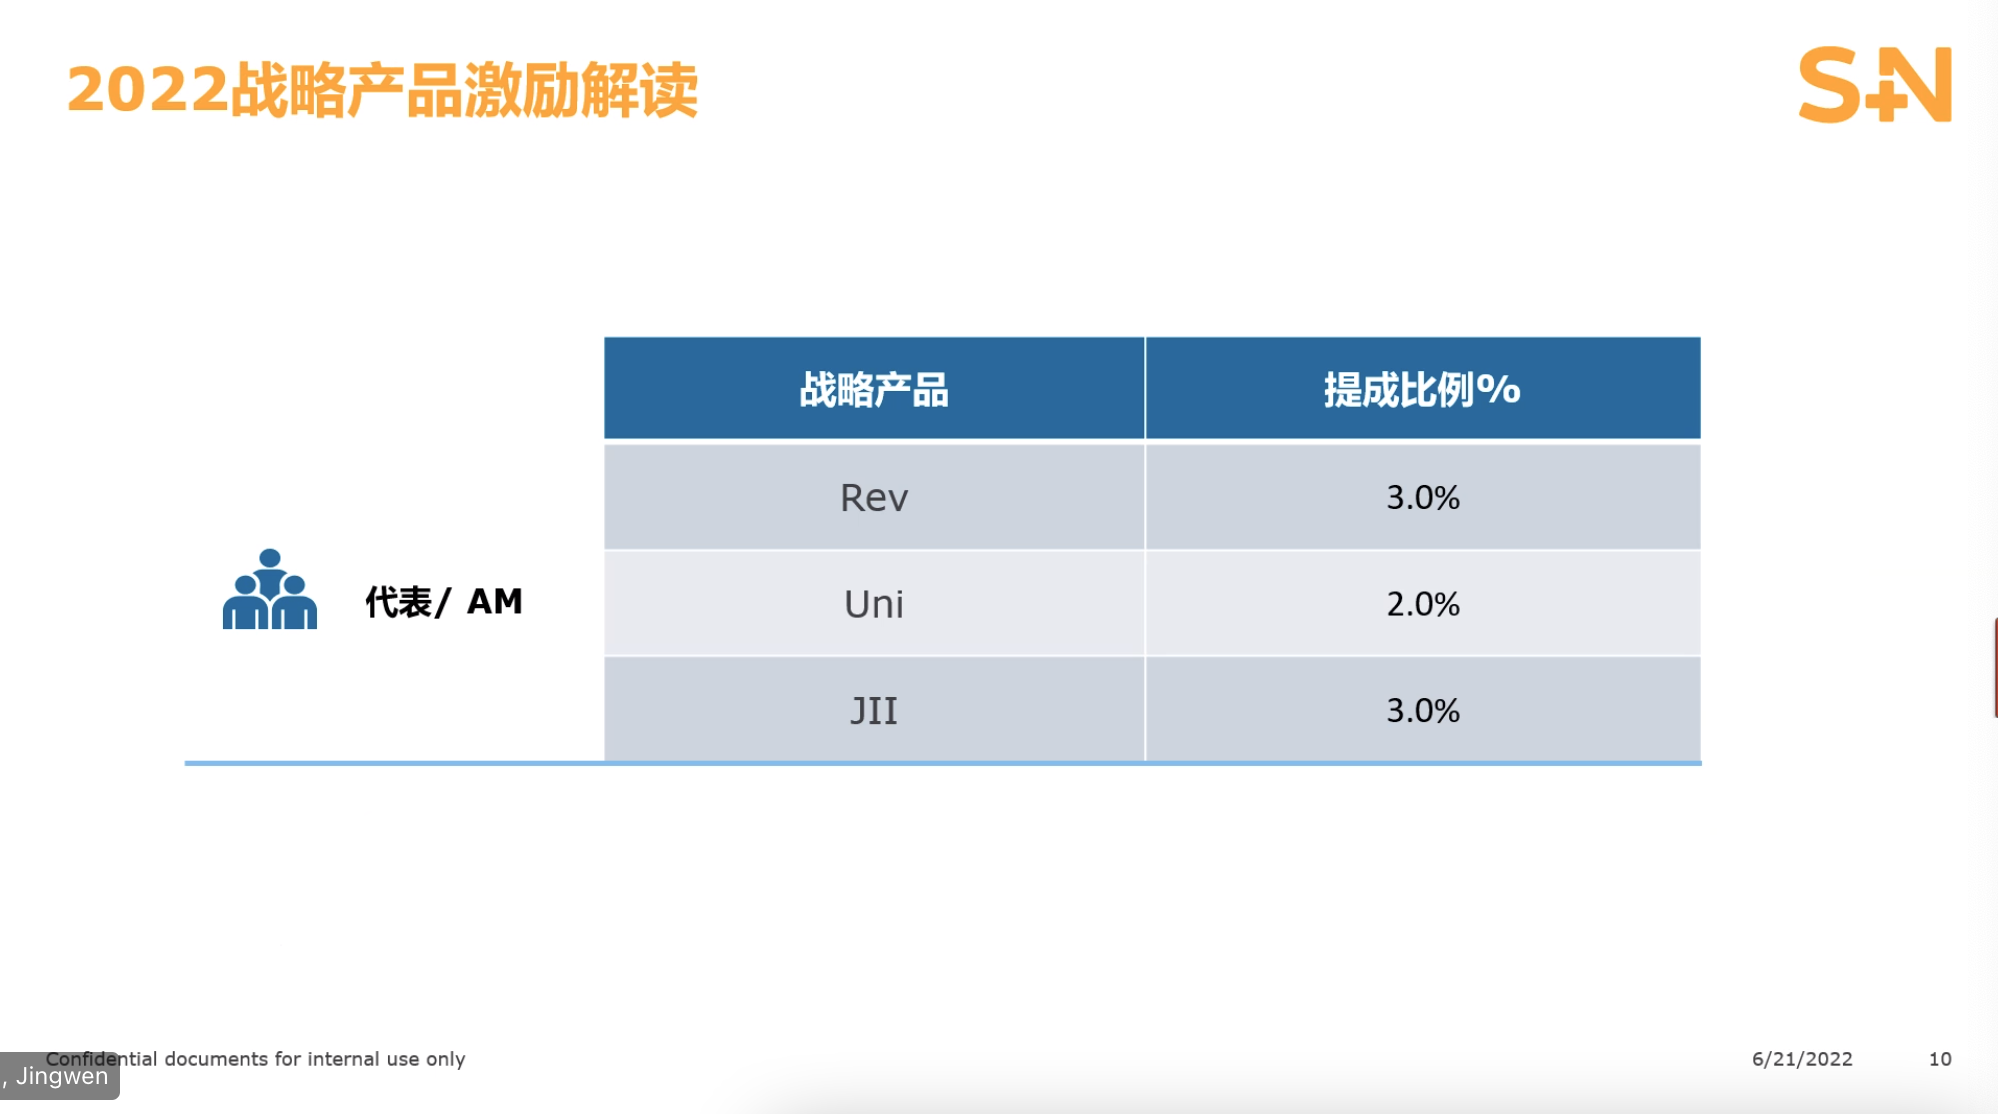 2022战略产品激励解读
S+N
战略产品 提成比例%
Rev 3.0%
代表/ AM
Uni 2.0%
JII 3.0%
Confidential documents for internal use only
6/21/2022 10
, Jingwen